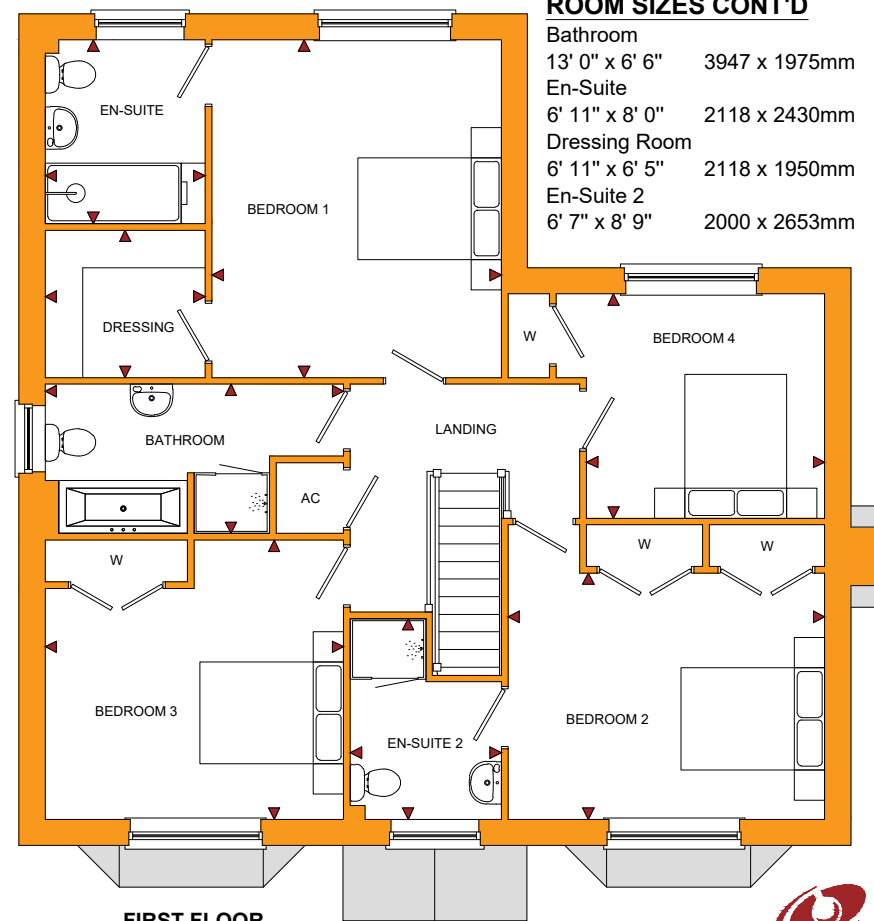 ROOM SIZES CONT'D
Bathroom
13' 0" x 6' 6" 3947 x 1975mm
En-Suite
6' 11" x 8' 0" 2118 x 2430mm
Dressing Room
6' 11" x 6' 5" 2118 x 1950mm
En-Suite 2
6' 7" x 8' 9" 2000 x 2653mm
EN-SUITE
BEDROOM 1
DRESSING
W
BEDROOM 4
BATHROOM
LANDING
AC
W
W
W
BEDROOM 3
EN-SUITE 2
BEDROOM 2
FIRST FLOOR